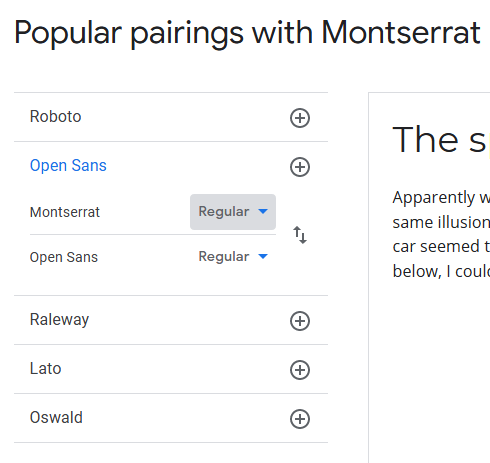 Popular pairings with Montserrat
Roboto
Open Sans
Montserrat Regular
Open Sans Regular
Raleway
Lato
Oswald
The s
Apparently w
same illusion
car seemed t
below, I coul